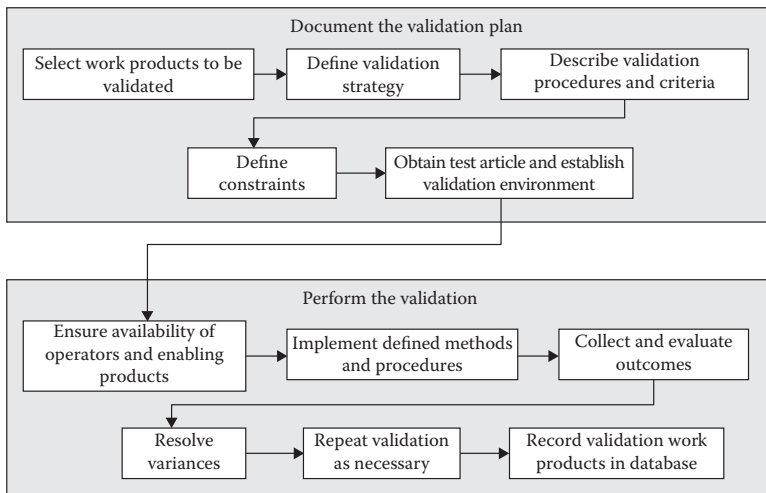 Document the validation plan
Select work products to be
validated
Define validation
strategy
Describe validation
procedures and criteria
Define
constraints
Obtain test article and establish
validation environment
Perform the validation
Ensure availability of
operators and enabling
products
Implement defined methods
and procedures
Collect and evaluate
outcomes
Resolve
variances
Repeat validation
as necessary
Record validation work
products in database